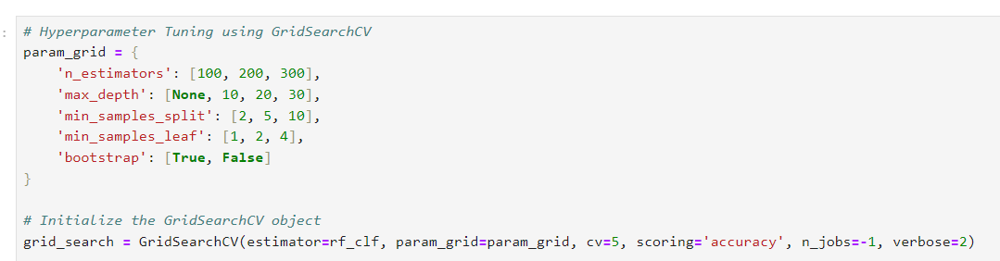 :
# Hyperparameter Tuning using GridSearchCV
param_grid = {
    'n_estimators': [100, 200, 300],
    'max_depth': [None, 10, 20, 30],
    'min_samples_split': [2, 5, 10],
    'min_samples_leaf': [1, 2, 4],
    'bootstrap': [True, False]
}
# Initialize the GridSearchCV object
grid_search = GridSearchCV(estimator=rf_clf, param_grid=param_grid, cv=5, scoring='accuracy', n_jobs=-1, verbose=2)